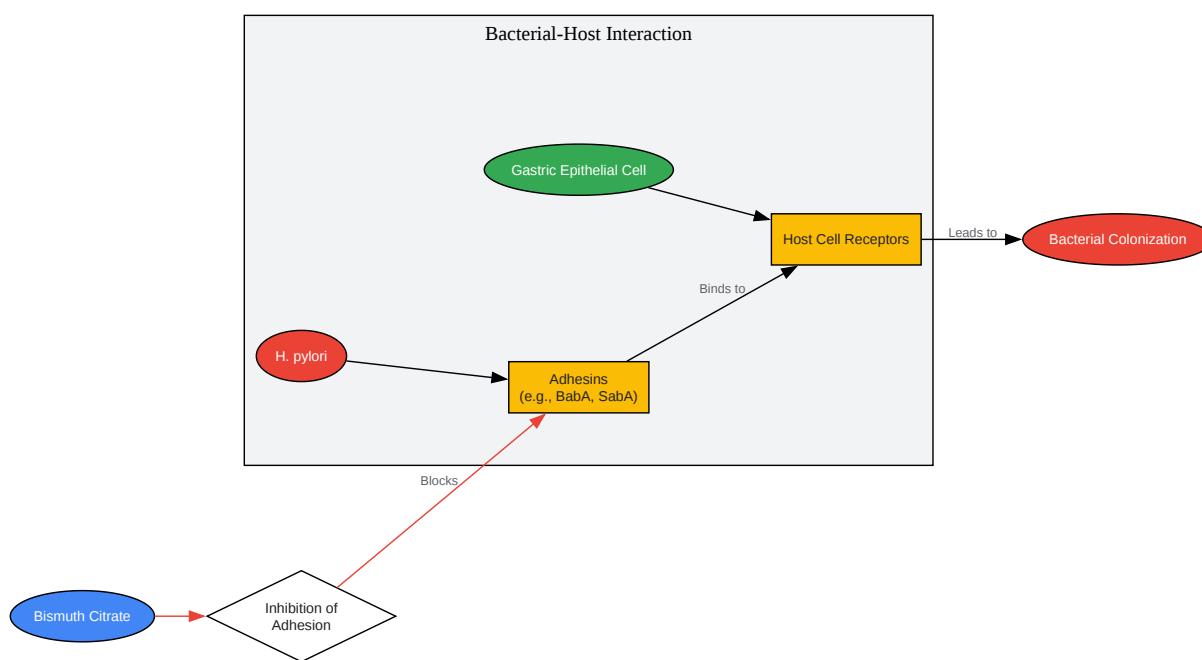 Bacterial-Host Interaction
Gastric Epithelial Cell
Host Cell Receptors
Leads to
Bacterial Colonization
Binds to
H. pylori
Adhesins
(e.g., BabA, SabA)
Blocks
Bismuth Citrate
Inhibition of
Adhesion